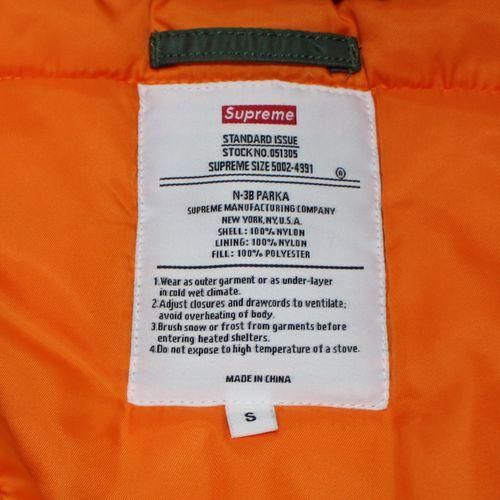 Supreme
STANDARD ISSUE
STOCK NO. 051305
SUPREME SIZE 5002-4991 ®
N-3B PARKA
SUPREME MANUFACTURING COMPANY
NEW YORK, N.Y, U.S.A.
SHELL : 100% NYLON
LINING : 100% NYLON
FILL : 100% POLYESTER
1.Wear as outer garment or as under-layer
in cold wet climate.
2.Adjust closures and drawcords to ventilate;
avoid overheating of body.
3.Brush snow or frost from garments before
entering heated shelters.
4.Do not expose to high temperature of a stove.
MADE IN CHINA
S